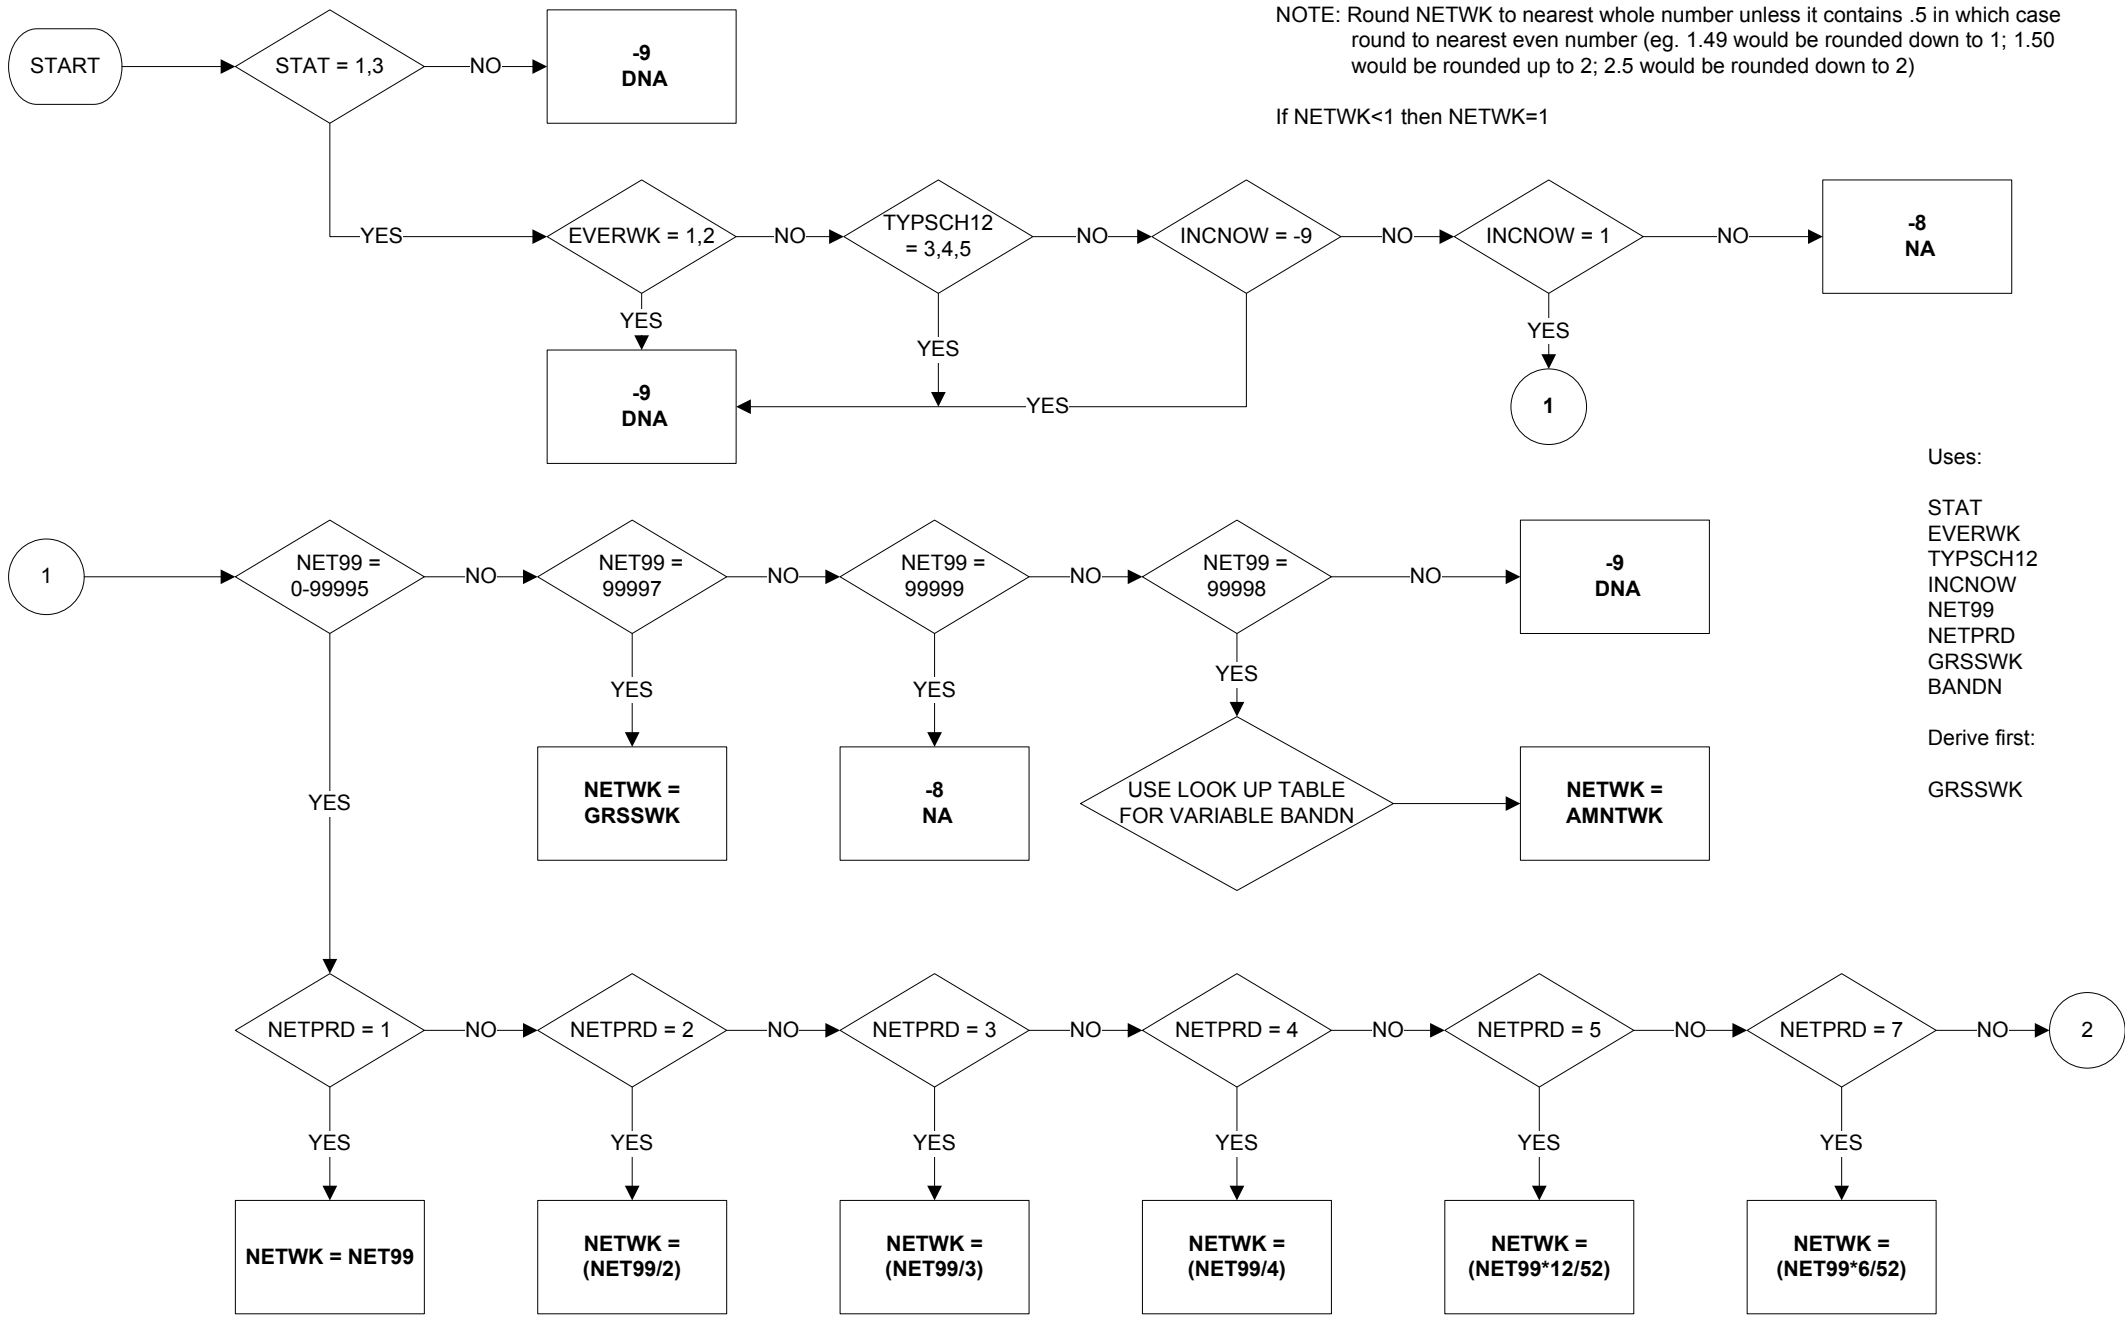 NOTE: Round NETWK to nearest whole number unless it contains .5 in which case
round to nearest even number (eg. 1.49 would be rounded down to 1; 1.50
would be rounded up to 2; 2.5 would be rounded down to 2)
If NETWK<1 then NETWK=1
START
STAT = 1,3
NO
-9
DNA
YES
EVERWK = 1,2
NO
TYPSCH12
= 3,4,5
NO
INCNOW = -9
NO
INCNOW = 1
NO
-8
NA
YES
YES
YES
YES
-9
DNA
1
Uses:
STAT
EVERWK
TYPSCH12
INCNOW
NET99
NETPRD
GRSSWK
BANDN
Derive first:
GRSSWK
1
NET99 =
0-99995
NO
NET99 =
99997
NO
NET99 =
99999
NO
NET99 =
99998
NO
-9
DNA
YES
YES
YES
YES
NETWK =
GRSSWK
-8
NA
USE LOOK UP TABLE
FOR VARIABLE BANDN
NETWK =
AMNTWK
NETPRD = 1
NO
NETPRD = 2
NO
NETPRD = 3
NO
NETPRD = 4
NO
NETPRD = 5
NO
NETPRD = 7
NO
2
YES
YES
YES
YES
YES
YES
NETWK = NET99
NETWK =
(NET99/2)
NETWK =
(NET99/3)
NETWK =
(NET99/4)
NETWK =
(NET99*12/52)
NETWK =
(NET99*6/52)